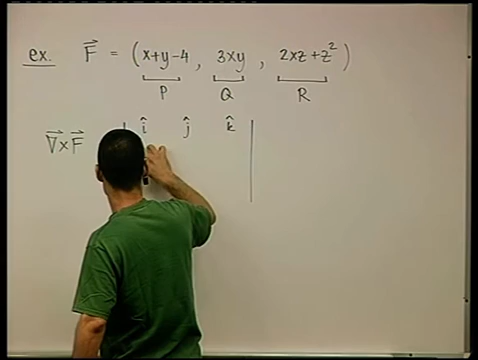 ex. F⃗ = (x+y-4, 3xy, 2xz+z²)
P Q R
∇⃗×F⃗ | î ĵ k̂ |